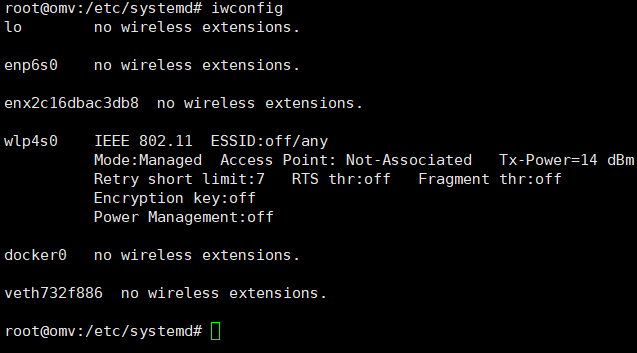 root@omv:/etc/systemd# iwconfig
lo        no wireless extensions.

enp6s0    no wireless extensions.

enx2c16dbac3db8  no wireless extensions.

wlp4s0    IEEE 802.11  ESSID:off/any
          Mode:Managed  Access Point: Not-Associated   Tx-Power=14 dBm
          Retry short limit:7   RTS thr:off   Fragment thr:off
          Encryption key:off
          Power Management:off

docker0   no wireless extensions.

veth732f886  no wireless extensions.

root@omv:/etc/systemd#